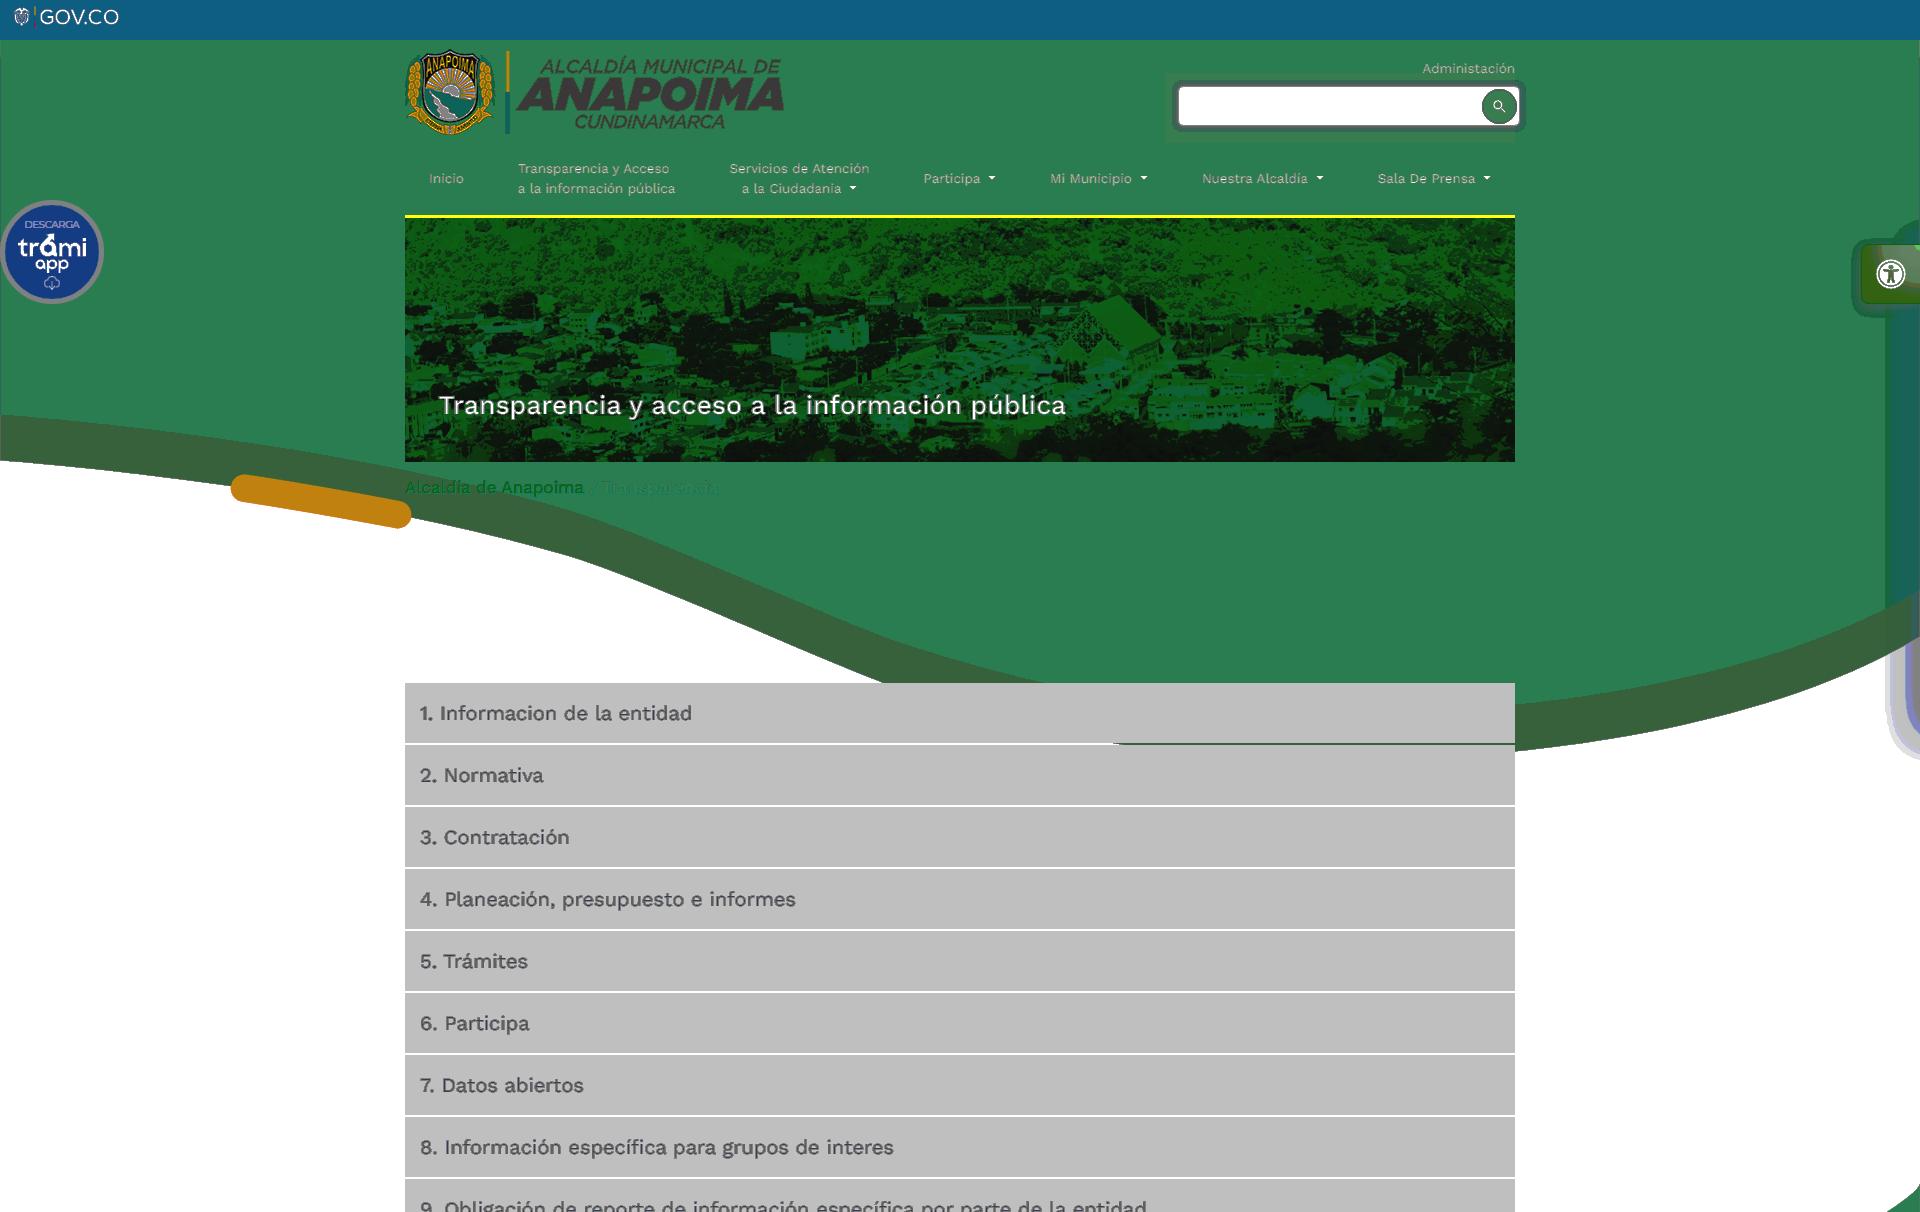 GOV.CO
ANAPOIMA
ALCALDÍA MUNICIPAL DE
ANAPOIMA
CUNDINAMARCA
Administación
Inicio
Transparencia y Acceso
a la información pública
Servicios de Atención
a la Ciudadanía
Participa
Mi Municipio
Nuestra Alcaldía
Sala De Prensa
DESCARGA
trámi
app
Transparencia y acceso a la información pública
Alcaldía de Anapoima / Transparencia
1. Informacion de la entidad
2. Normativa
3. Contratación
4. Planeación, presupuesto e informes
5. Trámites
6. Participa
7. Datos abiertos
8. Información específica para grupos de interes
9. Obligación de reporte de información específica por parte de la entidad